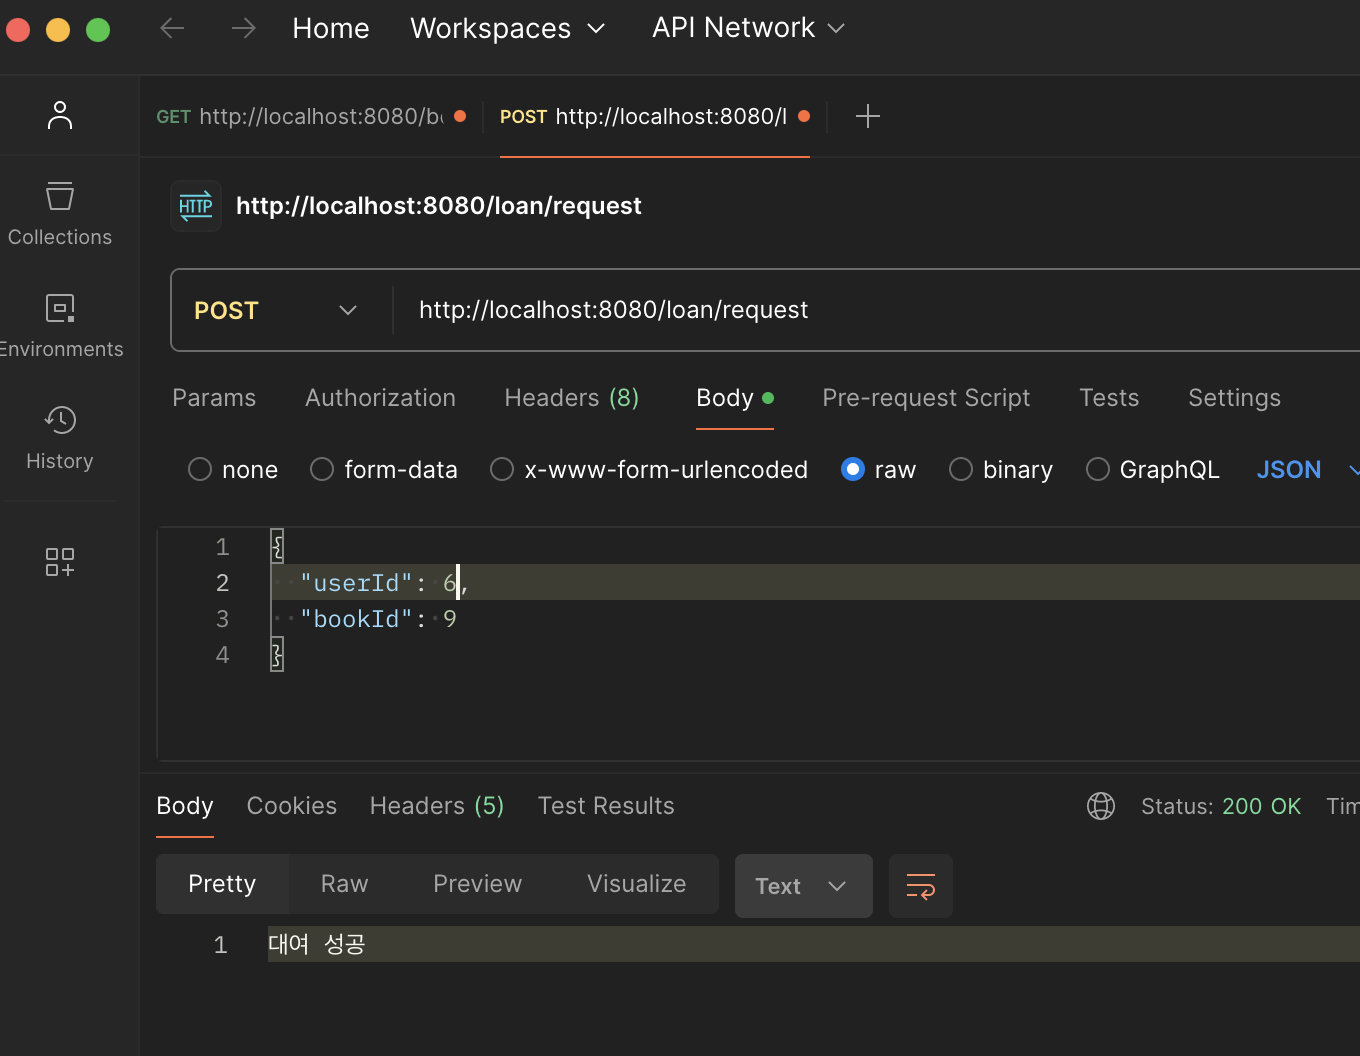 Home Workspaces API Network
GET http://localhost:8080/b POST http://localhost:8080/l
HTTP http://localhost:8080/loan/request
POST http://localhost:8080/loan/request
Params Authorization Headers (8) Body Pre-request Script Tests Settings
none form-data x-www-form-urlencoded raw binary GraphQL JSON
1 {
2 "userId": 6,
3 "bookId": 9
4 }
Collections
Environments
History
Body Cookies Headers (5) Test Results Status: 200 OK Tim
Pretty Raw Preview Visualize Text
1 대여 성공